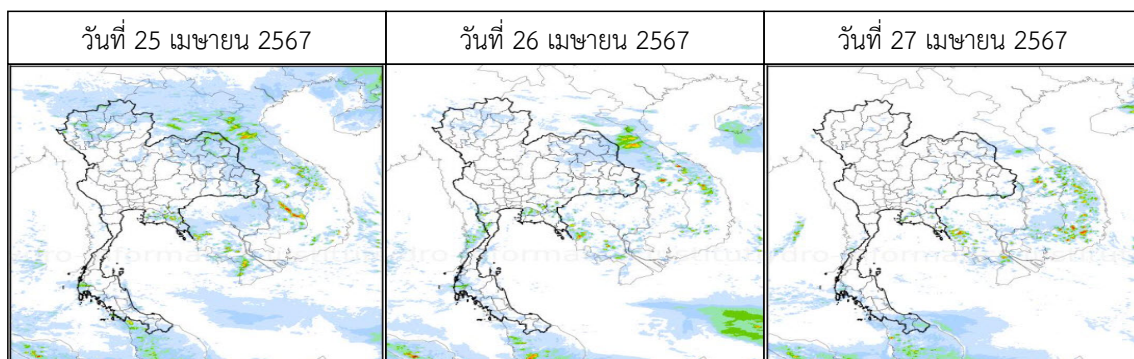 วันที่ 25 เมษายน 2567
วันที่ 26 เมษายน 2567
วันที่ 27 เมษายน 2567